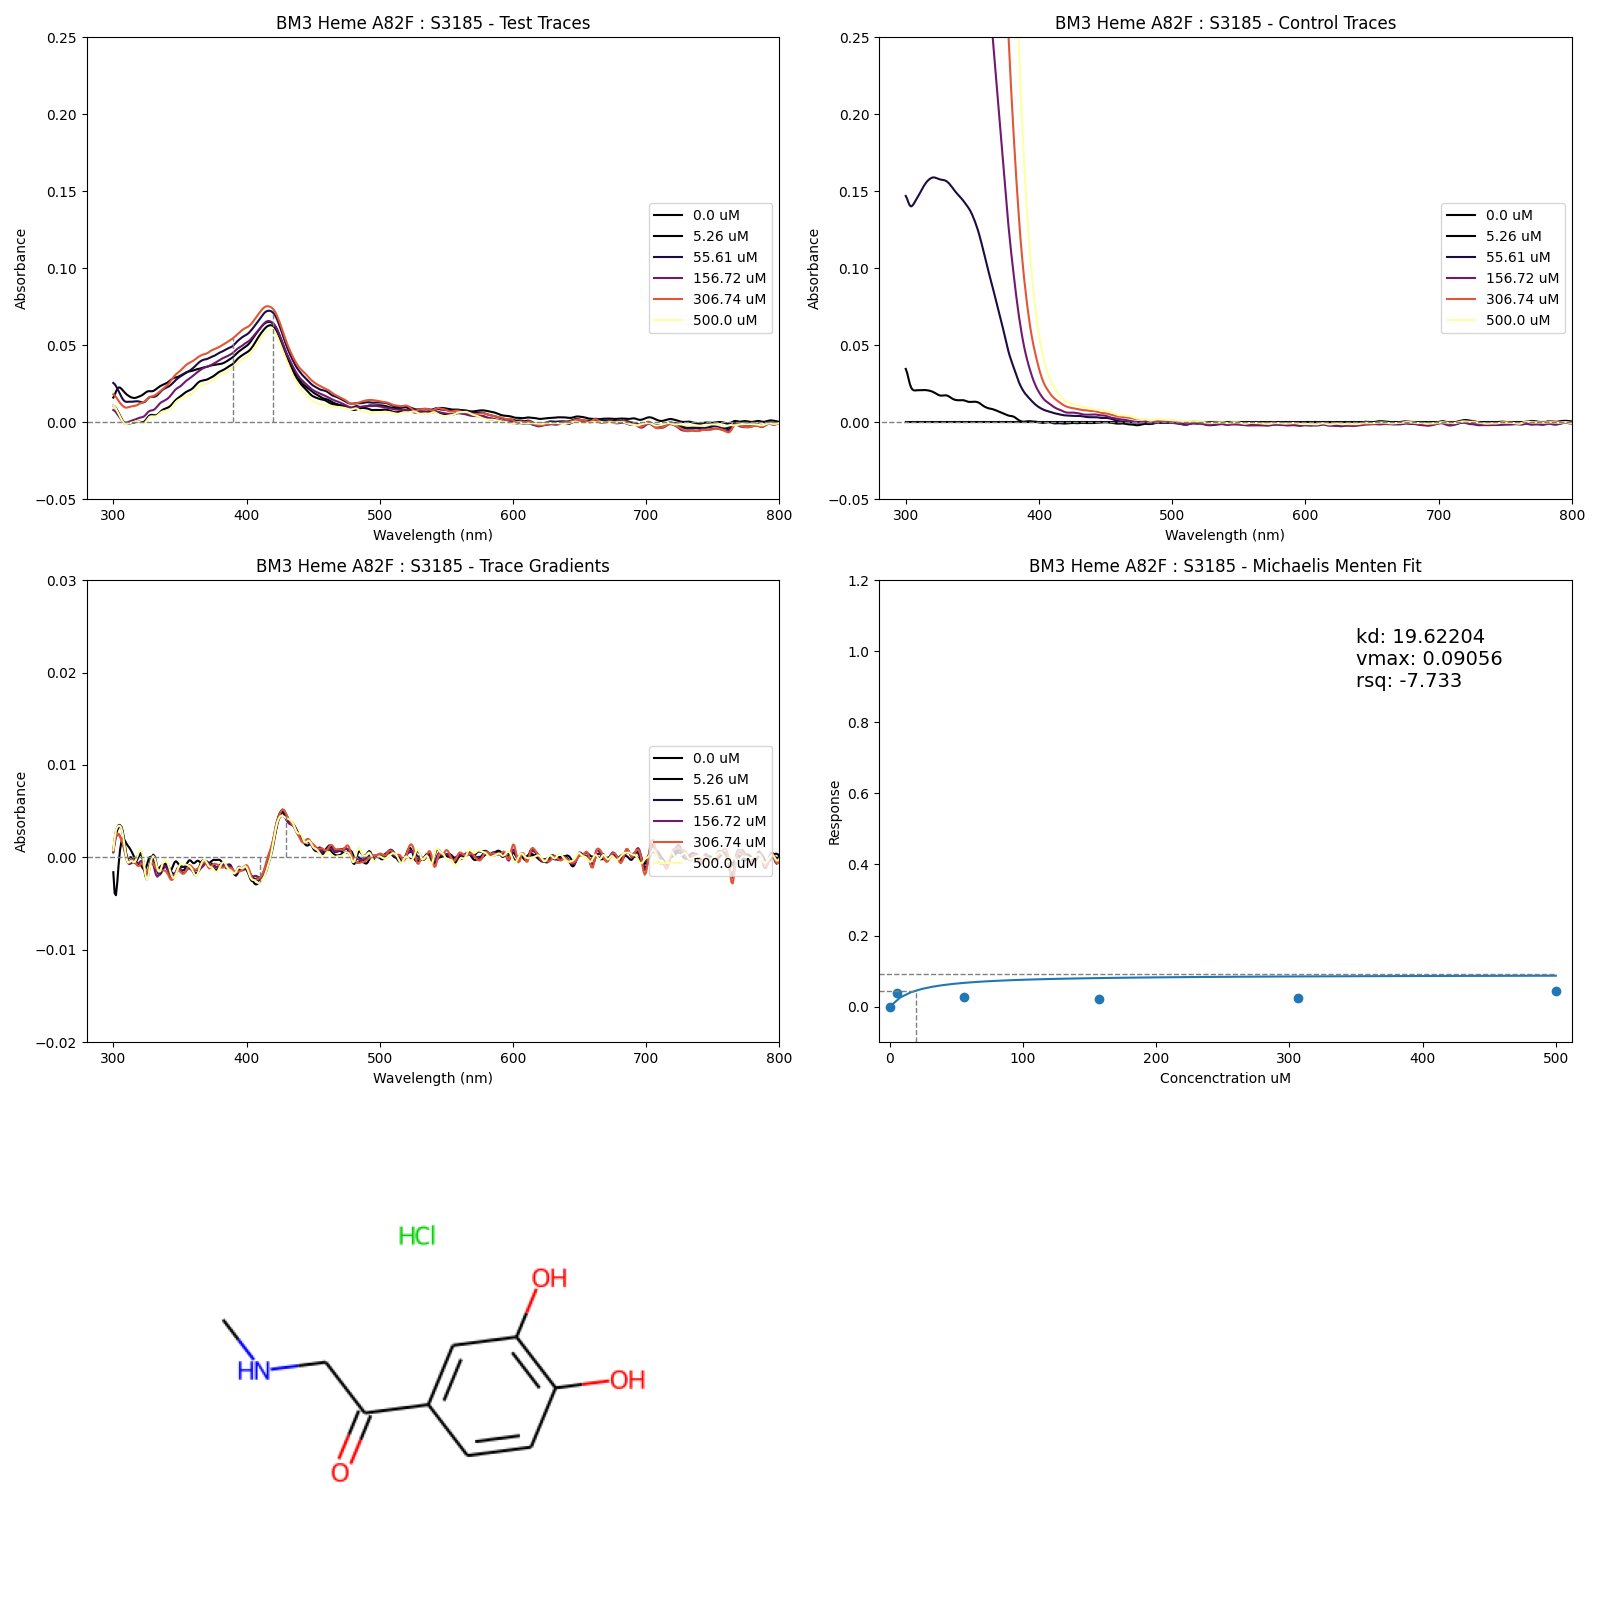 BM3 Heme A82F : S3185 - Test Traces
0.25
0.20
0.15
0.10
0.05
0.00
−0.05
Absorbance
300 400 500 600 700 800
Wavelength (nm)
0.0 uM
5.26 uM
55.61 uM
156.72 uM
306.74 uM
500.0 uM
BM3 Heme A82F : S3185 - Control Traces
0.25
0.20
0.15
0.10
0.05
0.00
−0.05
Absorbance
300 400 500 600 700 800
Wavelength (nm)
0.0 uM
5.26 uM
55.61 uM
156.72 uM
306.74 uM
500.0 uM
BM3 Heme A82F : S3185 - Trace Gradients
0.03
0.02
0.01
0.00
−0.01
−0.02
Absorbance
300 400 500 600 700 800
Wavelength (nm)
0.0 uM
5.26 uM
55.61 uM
156.72 uM
306.74 uM
500.0 uM
BM3 Heme A82F : S3185 - Michaelis Menten Fit
1.2
1.0
0.8
0.6
0.4
0.2
0.0
Response
0 100 200 300 400 500
Concenctration uM
kd: 19.62204
vmax: 0.09056
rsq: -7.733
HCl
OH
HN
OH
O